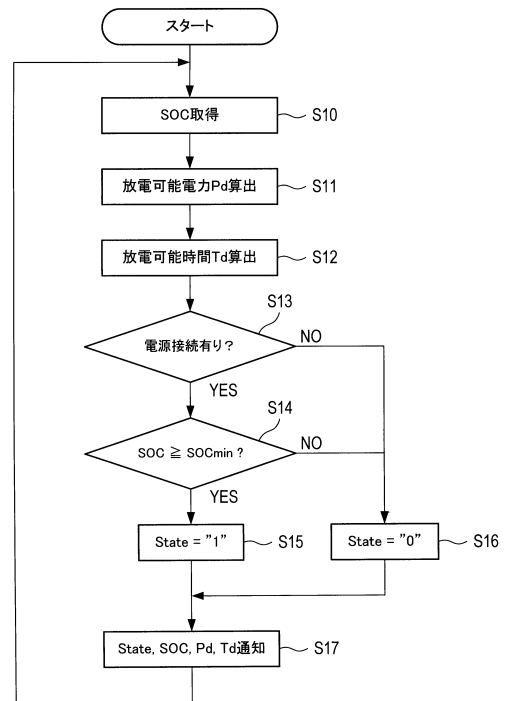 スタート
SOC取得
S10
放電可能電力Pd算出
S11
放電可能時間Td算出
S12
S13
電源接続有り？
NO
YES
S14
SOC ≧ SOCmin ?
NO
YES
State = ”1”
S15
State = ”0”
S16
State, SOC, Pd, Td通知
S17